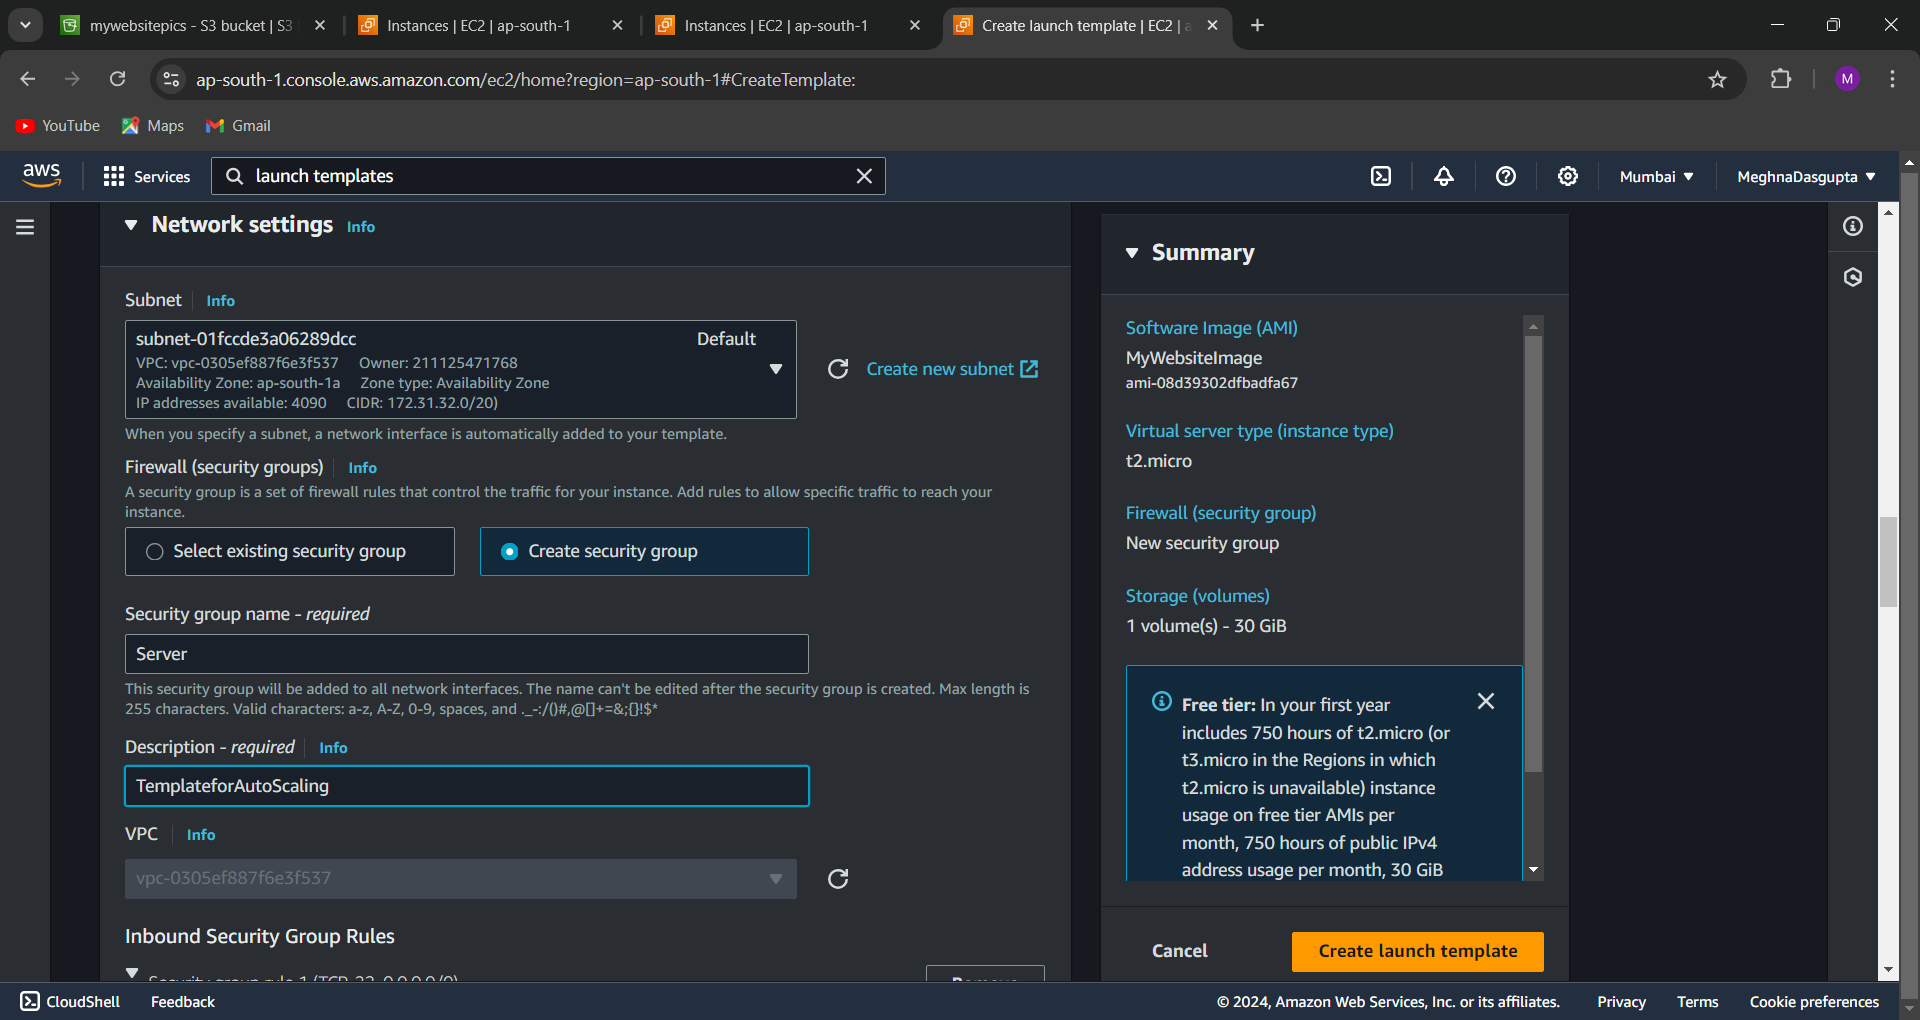 mywebsitepics - S3 bucket | S3
Instances | EC2 | ap-south-1
Instances | EC2 | ap-south-1
Create launch template | EC2 | a
ap-south-1.console.aws.amazon.com/ec2/home?region=ap-south-1#CreateTemplate:
M
YouTube
Maps
Gmail
aws
Services
launch templates
Mumbai
MeghnaDasgupta
Network settings Info
Subnet Info
subnet-01fccde3a06289dcc Default
VPC: vpc-0305ef887f6e3f537 Owner: 211125471768
Availability Zone: ap-south-1a Zone type: Availability Zone
IP addresses available: 4090 CIDR: 172.31.32.0/20)
Create new subnet
When you specify a subnet, a network interface is automatically added to your template.
Firewall (security groups) Info
A security group is a set of firewall rules that control the traffic for your instance. Add rules to allow specific traffic to reach your
instance.
Select existing security group
Create security group
Security group name - required
Server
This security group will be added to all network interfaces. The name can't be edited after the security group is created. Max length is
255 characters. Valid characters: a-z, A-Z, 0-9, spaces, and ._-:/()#,@[]+=&;{}!$*
Description - required Info
TemplateforAutoScaling
VPC Info
vpc-0305ef887f6e3f537
Inbound Security Group Rules
Security group rule 1 (TCP, 22, 0.0.0.0/0)
Remove
Summary
Software Image (AMI)
MyWebsiteImage
ami-08d39302dfbadfa67
Virtual server type (instance type)
t2.micro
Firewall (security group)
New security group
Storage (volumes)
1 volume(s) - 30 GiB
Free tier: In your first year
includes 750 hours of t2.micro (or
t3.micro in the Regions in which
t2.micro is unavailable) instance
usage on free tier AMIs per
month, 750 hours of public IPv4
address usage per month, 30 GiB
Cancel
Create launch template
CloudShell
Feedback
© 2024, Amazon Web Services, Inc. or its affiliates.
Privacy
Terms
Cookie preferences